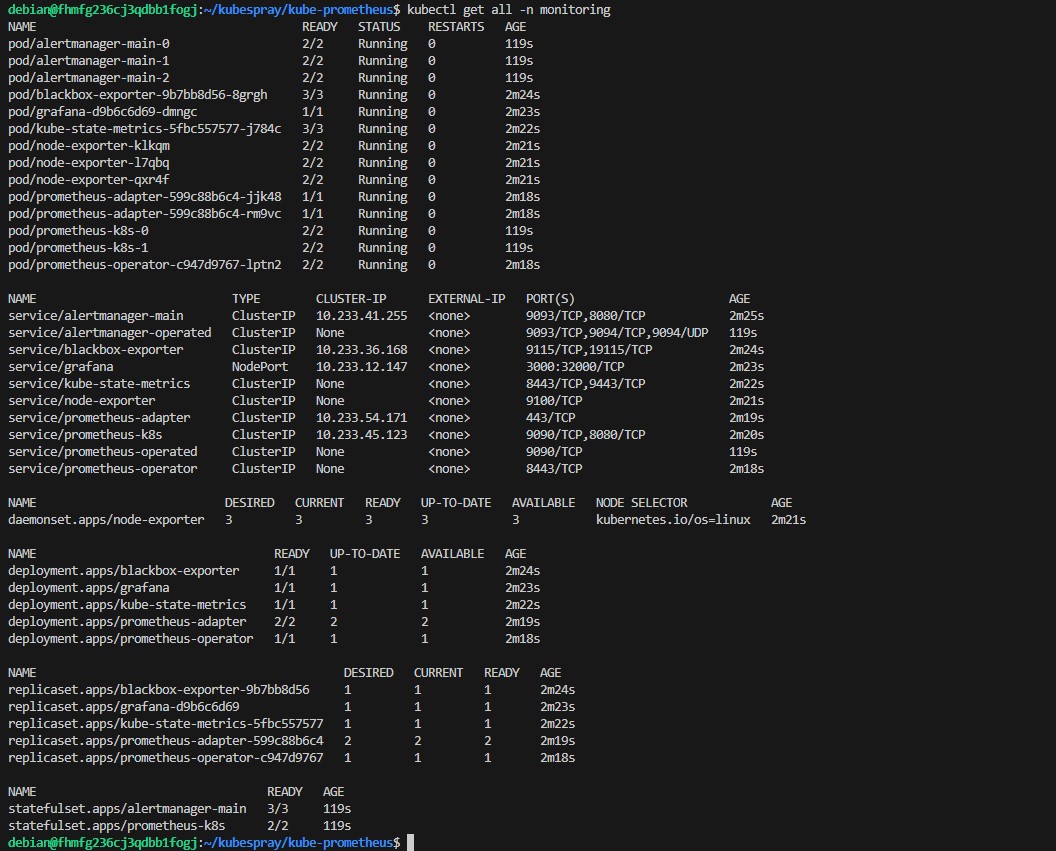 debian@fhmfg236cj3qdbb1fogj:~/kubespray/kube-prometheus$ kubectl get all -n monitoring
NAME READY STATUS RESTARTS AGE
pod/alertmanager-main-0 2/2 Running 0 119s
pod/alertmanager-main-1 2/2 Running 0 119s
pod/alertmanager-main-2 2/2 Running 0 119s
pod/blackbox-exporter-9b7bb8d56-8grgh 3/3 Running 0 2m24s
pod/grafana-d9b6c6d69-dmngc 1/1 Running 0 2m23s
pod/kube-state-metrics-5fbc557577-j784c 3/3 Running 0 2m22s
pod/node-exporter-klkqm 2/2 Running 0 2m21s
pod/node-exporter-l7qbq 2/2 Running 0 2m21s
pod/node-exporter-qxr4f 2/2 Running 0 2m21s
pod/prometheus-adapter-599c88b6c4-jjk48 1/1 Running 0 2m18s
pod/prometheus-adapter-599c88b6c4-rm9vc 1/1 Running 0 2m18s
pod/prometheus-k8s-0 2/2 Running 0 119s
pod/prometheus-k8s-1 2/2 Running 0 119s
pod/prometheus-operator-c947d9767-lptn2 2/2 Running 0 2m18s
NAME TYPE CLUSTER-IP EXTERNAL-IP PORT(S) AGE
service/alertmanager-main ClusterIP 10.233.41.255 <none> 9093/TCP,8080/TCP 2m25s
service/alertmanager-operated ClusterIP None <none> 9093/TCP,9094/TCP,9094/UDP 119s
service/blackbox-exporter ClusterIP 10.233.36.168 <none> 9115/TCP,19115/TCP 2m24s
service/grafana NodePort 10.233.12.147 <none> 3000:32000/TCP 2m23s
service/kube-state-metrics ClusterIP None <none> 8443/TCP,9443/TCP 2m22s
service/node-exporter ClusterIP None <none> 9100/TCP 2m21s
service/prometheus-adapter ClusterIP 10.233.54.171 <none> 443/TCP 2m19s
service/prometheus-k8s ClusterIP 10.233.45.123 <none> 9090/TCP,8080/TCP 2m20s
service/prometheus-operated ClusterIP None <none> 9090/TCP 119s
service/prometheus-operator ClusterIP None <none> 8443/TCP 2m18s
NAME DESIRED CURRENT READY UP-TO-DATE AVAILABLE NODE SELECTOR AGE
daemonset.apps/node-exporter 3 3 3 3 3 kubernetes.io/os=linux 2m21s
NAME READY UP-TO-DATE AVAILABLE AGE
deployment.apps/blackbox-exporter 1/1 1 1 2m24s
deployment.apps/grafana 1/1 1 1 2m23s
deployment.apps/kube-state-metrics 1/1 1 1 2m22s
deployment.apps/prometheus-adapter 2/2 2 2 2m19s
deployment.apps/prometheus-operator 1/1 1 1 2m18s
NAME DESIRED CURRENT READY AGE
replicaset.apps/blackbox-exporter-9b7bb8d56 1 1 1 2m24s
replicaset.apps/grafana-d9b6c6d69 1 1 1 2m23s
replicaset.apps/kube-state-metrics-5fbc557577 1 1 1 2m22s
replicaset.apps/prometheus-adapter-599c88b6c4 2 2 2 2m19s
replicaset.apps/prometheus-operator-c947d9767 1 1 1 2m18s
NAME READY AGE
statefulset.apps/alertmanager-main 3/3 119s
statefulset.apps/prometheus-k8s 2/2 119s
debian@fhmfg236cj3qdbb1fogj:~/kubespray/kube-prometheus$